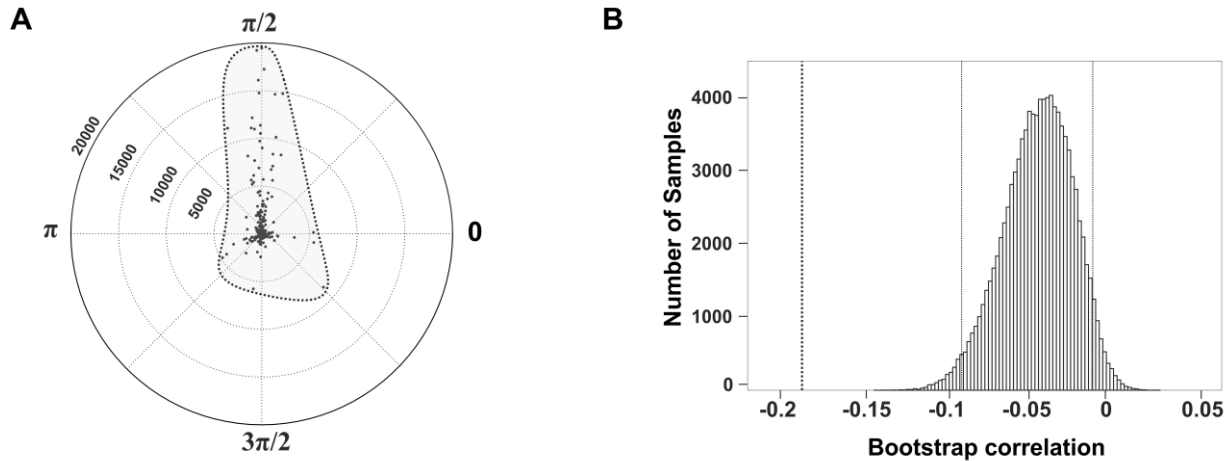 A
π/2
20000
15000
10000
5000
π
0
3π/2
B
Number of Samples
4000
3000
2000
1000
0
-0.2
-0.15
-0.1
-0.05
0
0.05
Bootstrap correlation